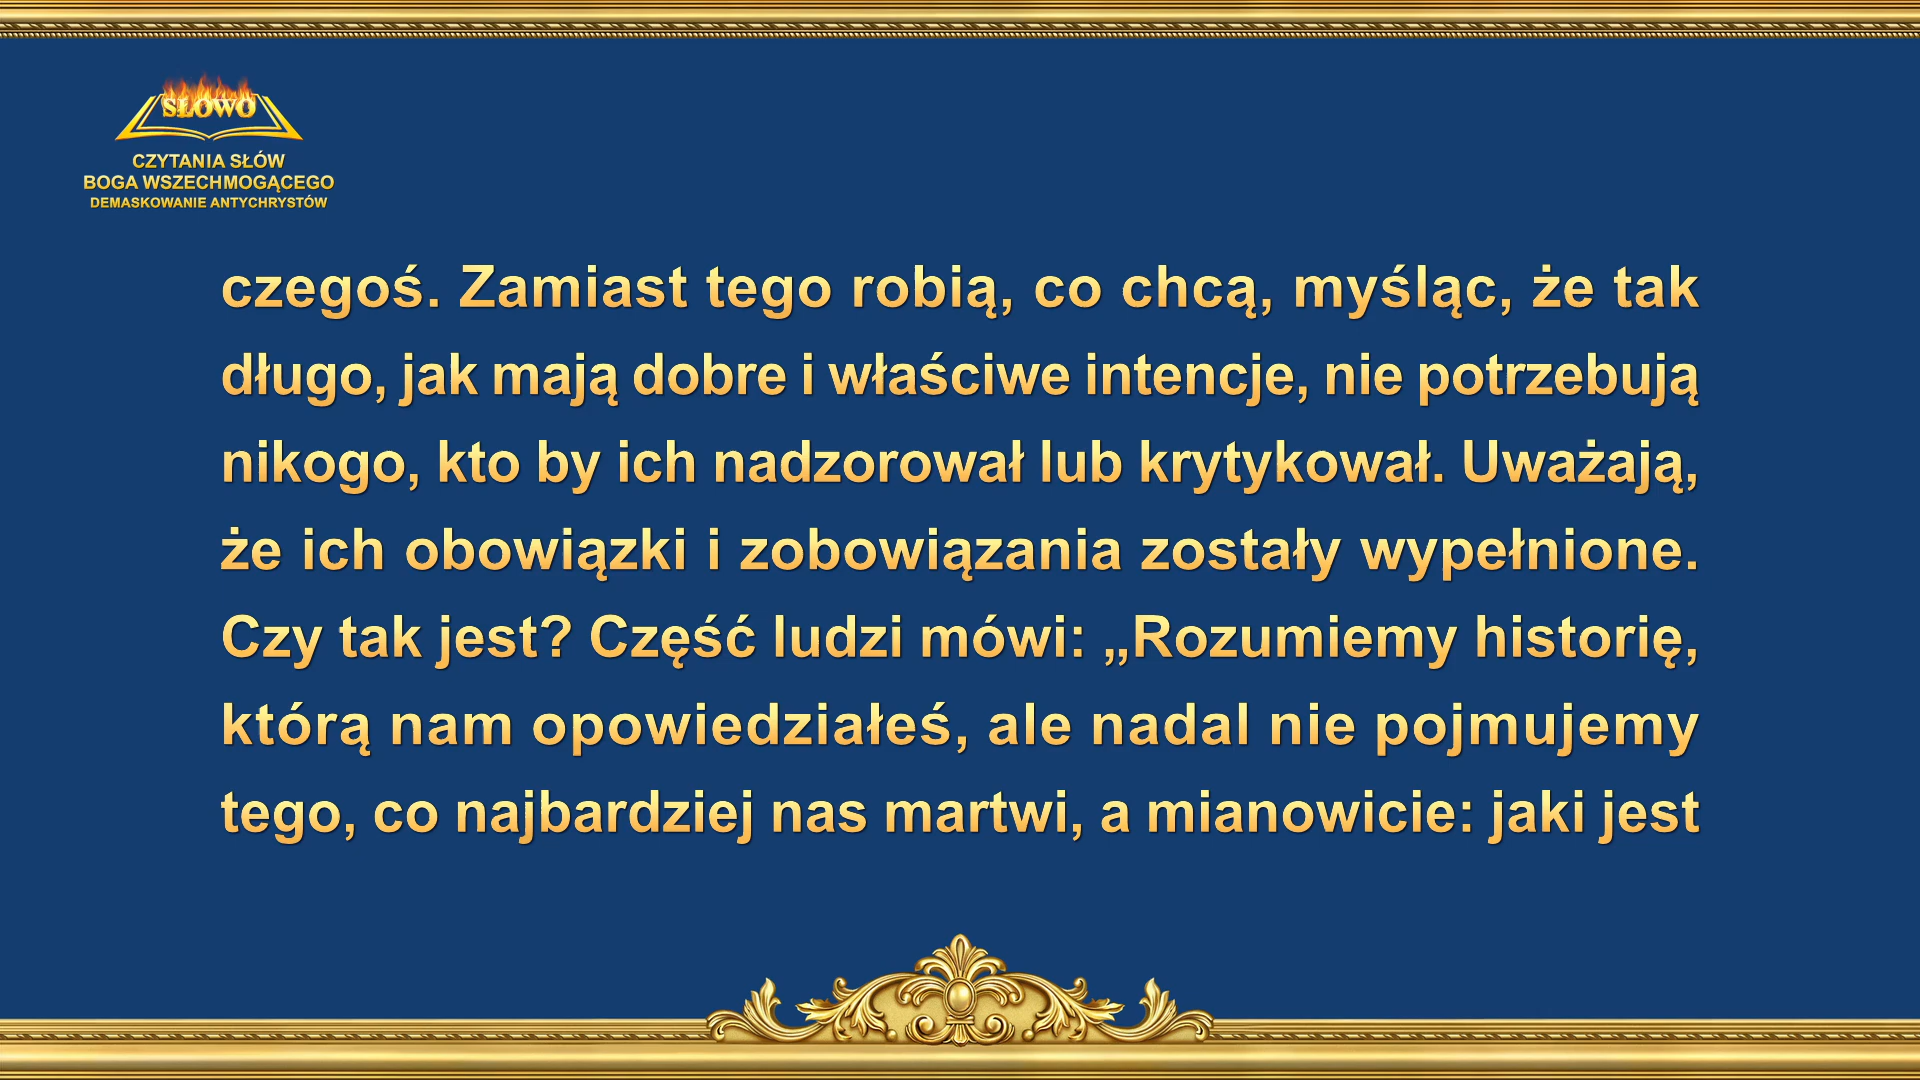 SŁOWO
CZYTANIA SŁÓW
BOGA WSZECHMOGĄCEGO
DEMASKOWANIE ANTYCHRYSTÓW
czegoś. Zamiast tego robią, co chcą, myśląc, że tak
długo, jak mają dobre i właściwe intencje, nie potrzebują
nikogo, kto by ich nadzorował lub krytykował. Uważają,
że ich obowiązki i zobowiązania zostały wypełnione.
Czy tak jest? Część ludzi mówi: „Rozumiemy historię,
którą nam opowiedziałeś, ale nadal nie pojmujemy
tego, co najbardziej nas martwi, a mianowicie: jaki jest